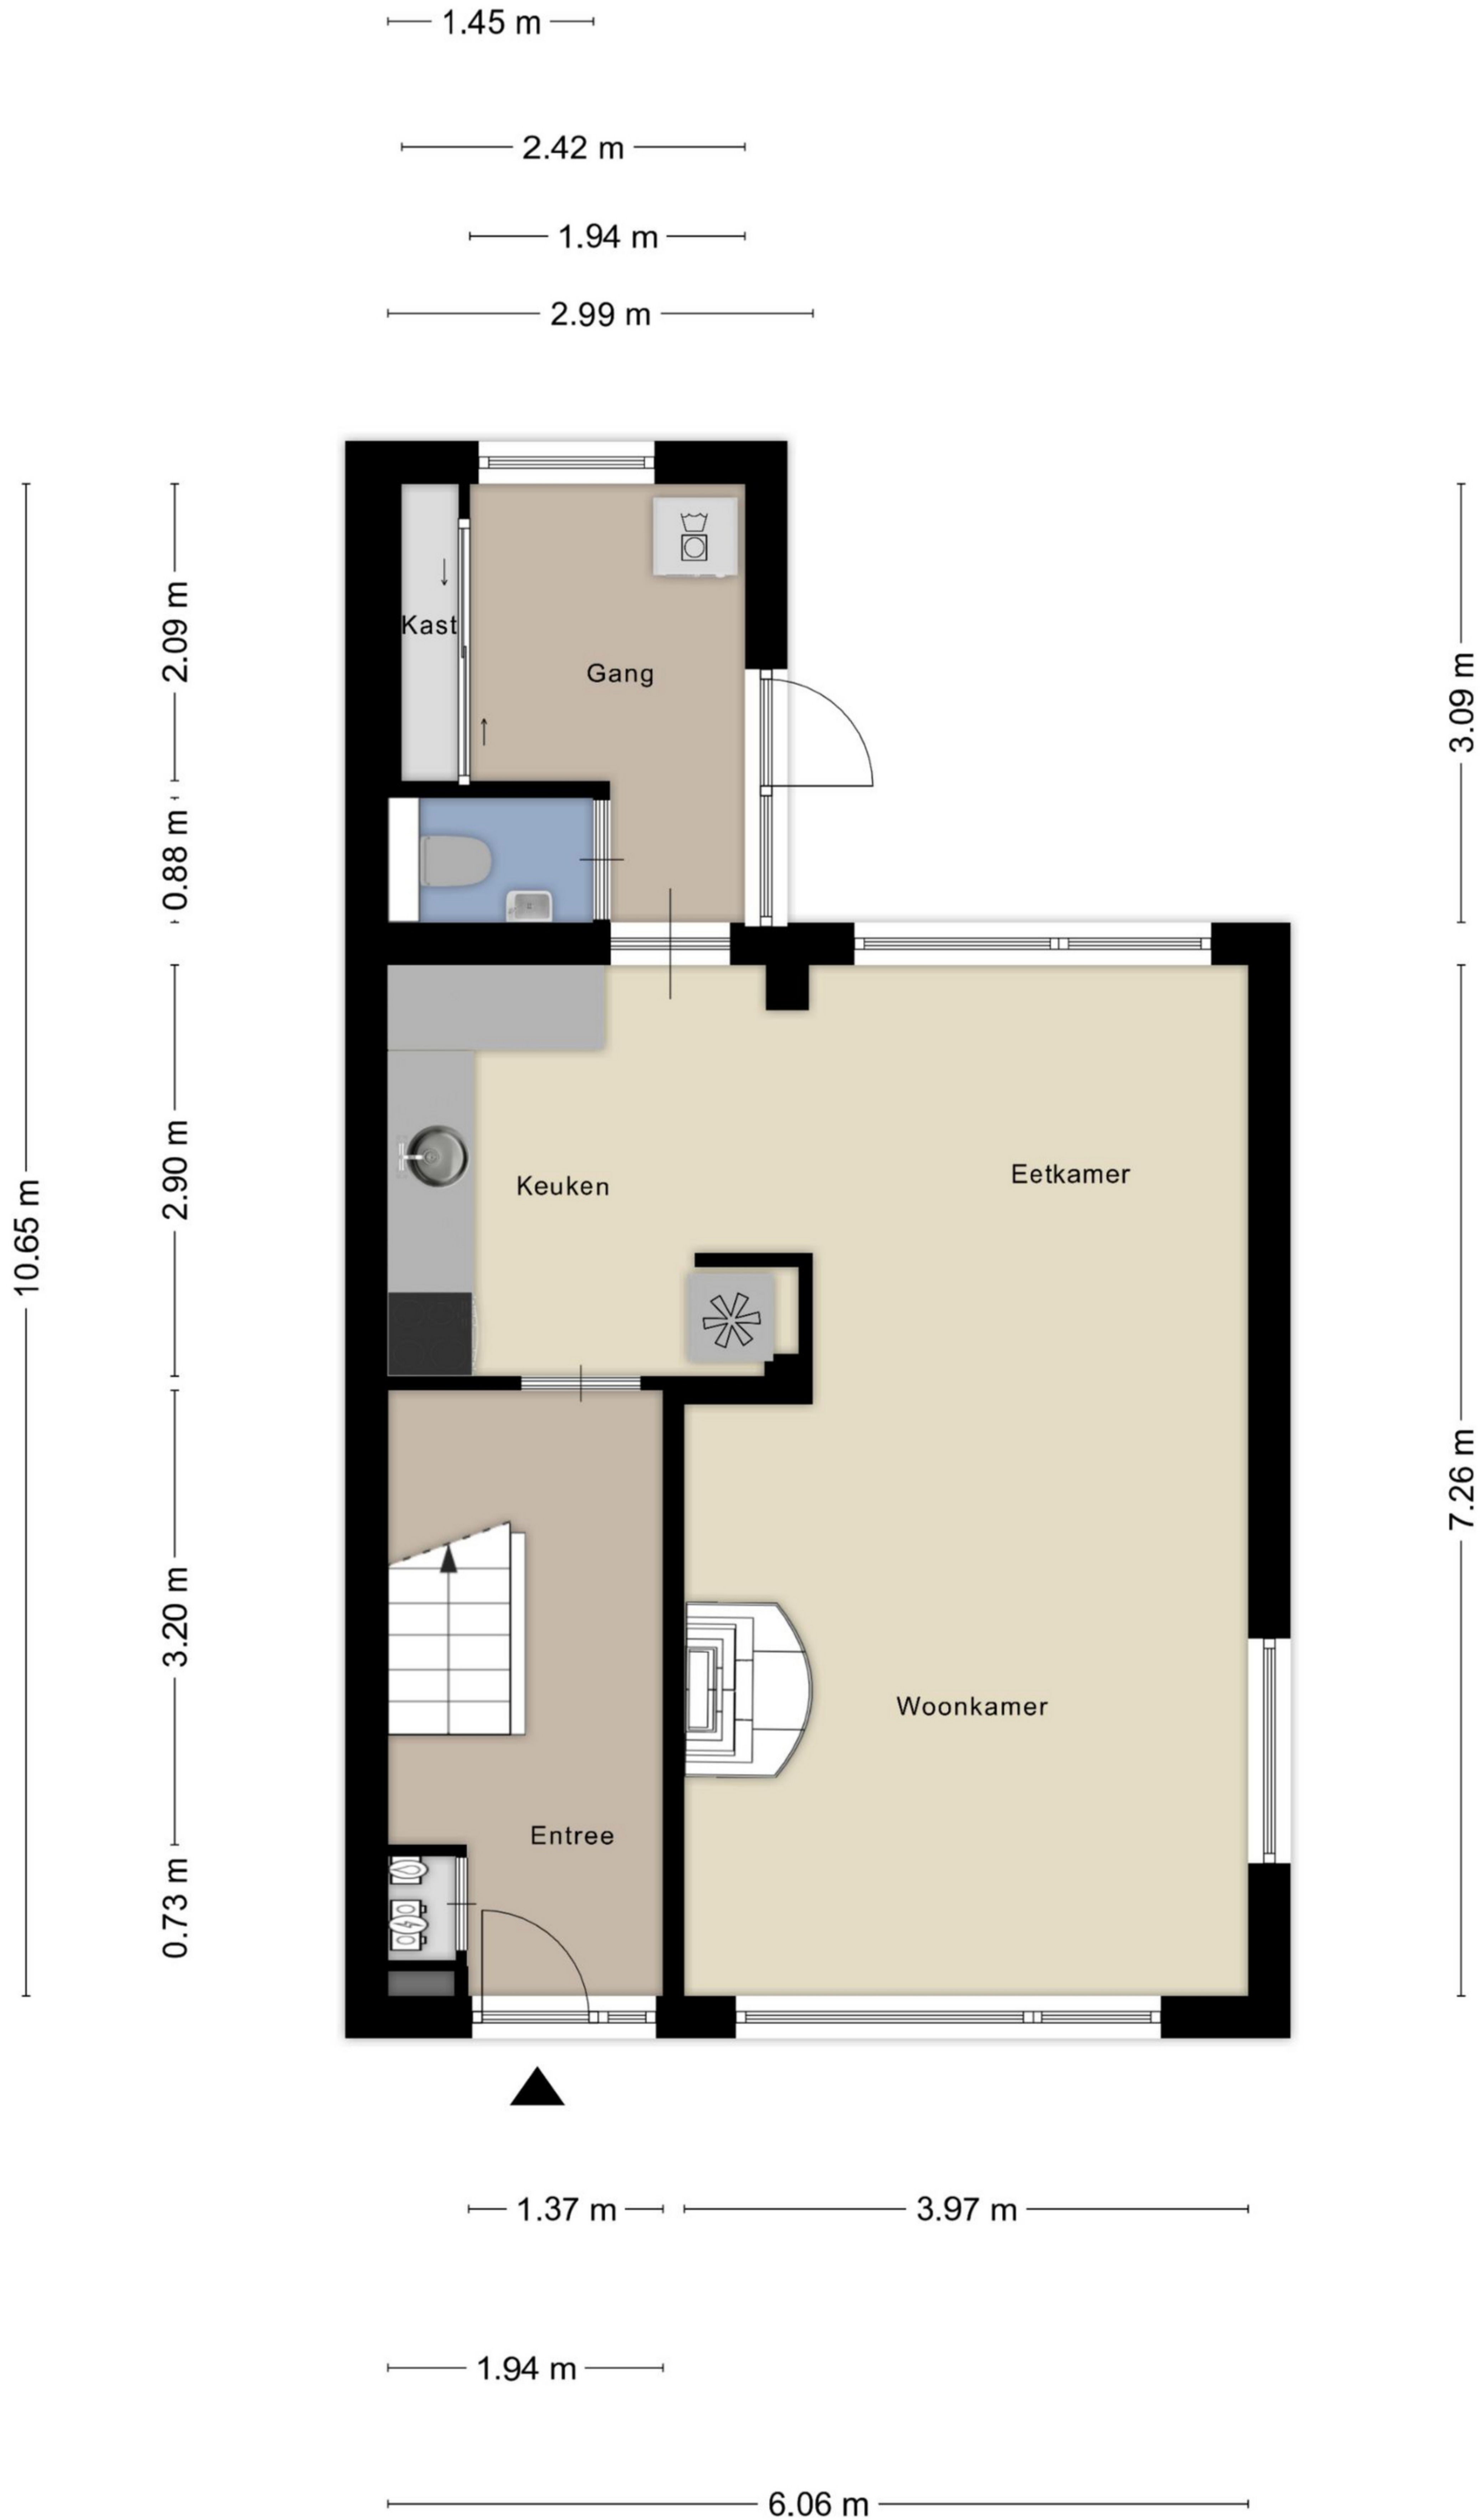 1.45 m
2.42 m
1.94 m
2.99 m
10.65 m
2.09 m
0.88 m
2.90 m
3.20 m
0.73 m
3.09 m
7.26 m
Kast
Gang
Keuken
Eetkamer
Woonkamer
Entree
1.37 m
3.97 m
1.94 m
6.06 m